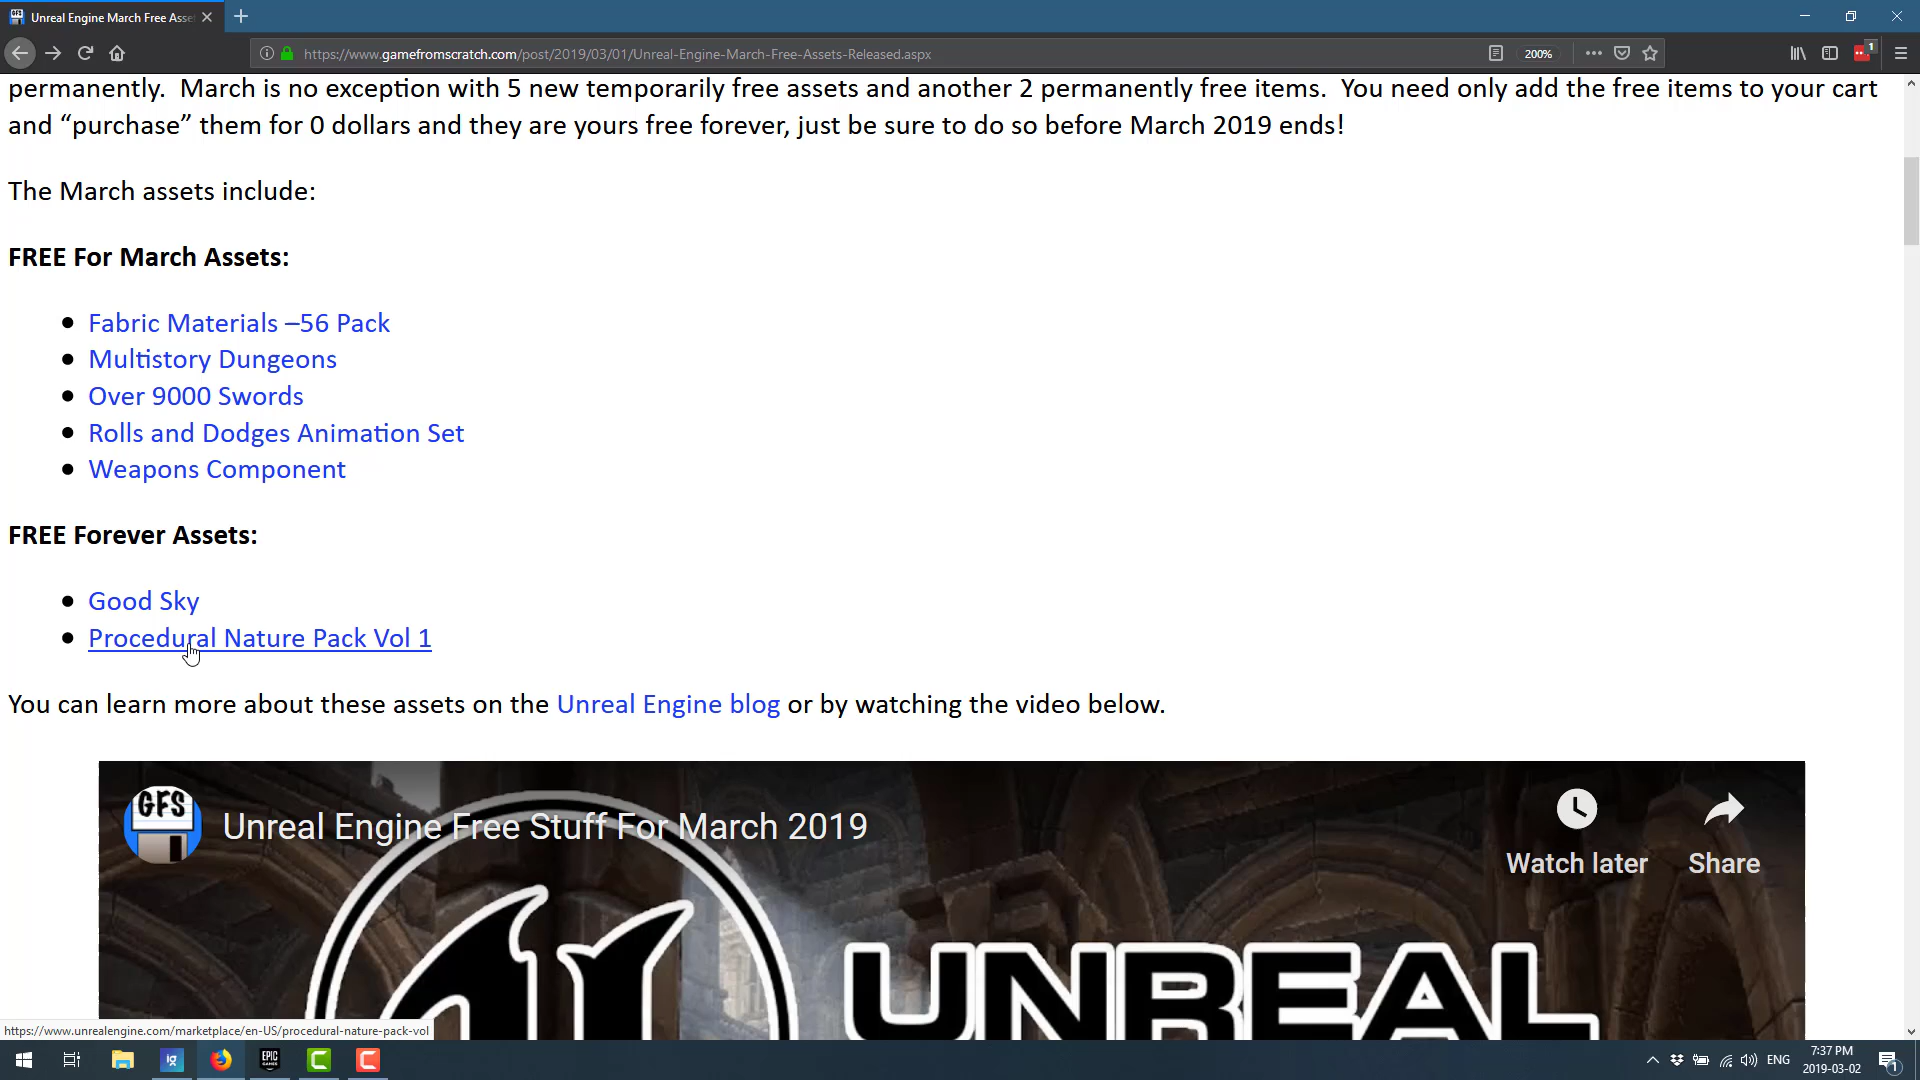 Unreal Engine March Free Asse
https://www.gamefromscratch.com/post/2019/03/01/Unreal-Engine-March-Free-Assets-Released.aspx
200%
1
permanently.  March is no exception with 5 new temporarily free assets and another 2 permanently free items.  You need only add the free items to your cart
and “purchase” them for 0 dollars and they are yours free forever, just be sure to do so before March 2019 ends!
The March assets include:
FREE For March Assets:
Fabric Materials –56 Pack
Multistory Dungeons
Over 9000 Swords
Rolls and Dodges Animation Set
Weapons Component
FREE Forever Assets:
Good Sky
Procedural Nature Pack Vol 1
You can learn more about these assets on the Unreal Engine blog or by watching the video below.
GFS
Unreal Engine Free Stuff For March 2019
Watch later
Share
UNREAL
https://www.unrealengine.com/marketplace/en-US/procedural-nature-pack-vol
ig
EPIC GAMES
ENG
7:37 PM
2019-03-02
1